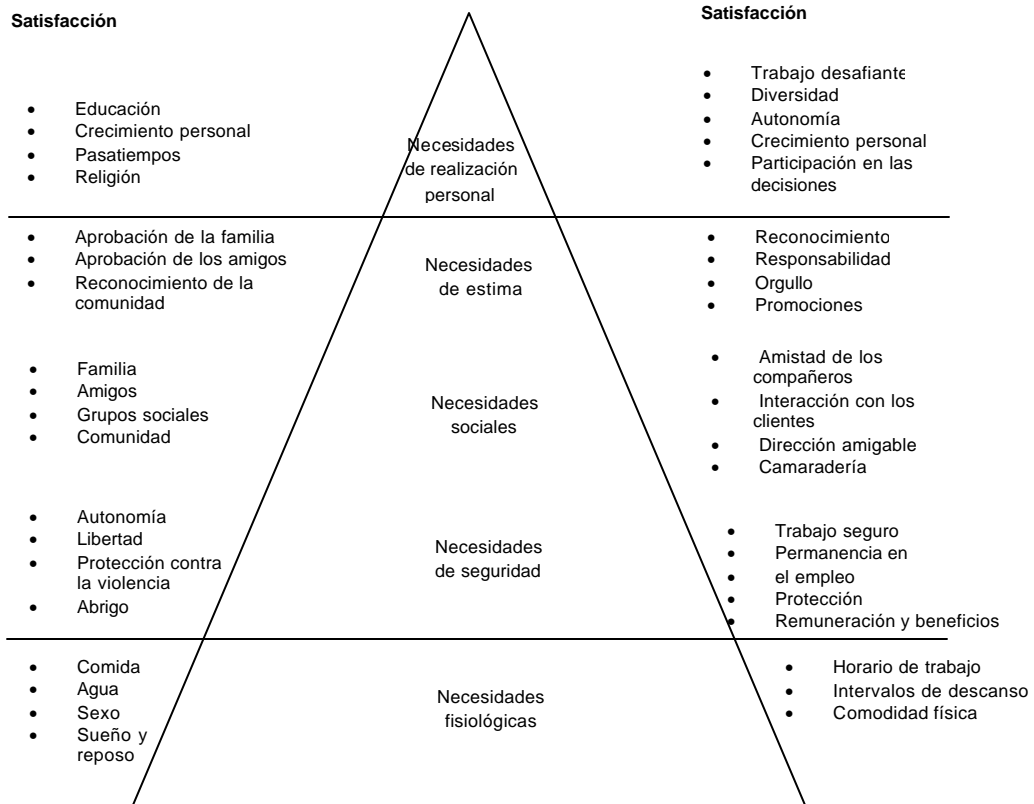 Satisfacción
Satisfacción
• Educación
• Crecimiento personal
• Pasatiempos
• Religión
Necesidades
de realización
personal
• Trabajo desafiante
• Diversidad
• Autonomía
• Crecimiento personal
• Participación en las
decisiones
• Aprobación de la familia
• Aprobación de los amigos
• Reconocimiento de la
comunidad
Necesidades
de estima
• Reconocimiento
• Responsabilidad
• Orgullo
• Promociones
• Familia
• Amigos
• Grupos sociales
• Comunidad
Necesidades
sociales
• Amistad de los
compañeros
• Interacción con los
clientes
• Dirección amigable
• Camaradería
• Autonomía
• Libertad
• Protección contra
la violencia
• Abrigo
Necesidades
de seguridad
• Trabajo seguro
• Permanencia en
• el empleo
• Protección
• Remuneración y beneficios
• Comida
• Agua
• Sexo
• Sueño y
reposo
Necesidades
fisiológicas
• Horario de trabajo
• Intervalos de descanso
• Comodidad física